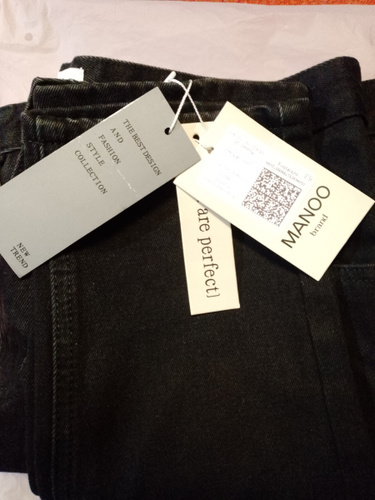 THE BEST DESIGN
AND
FASHION
STYLE
COLLECTION
NEW
TREND
are perfect]
MANOO
brand